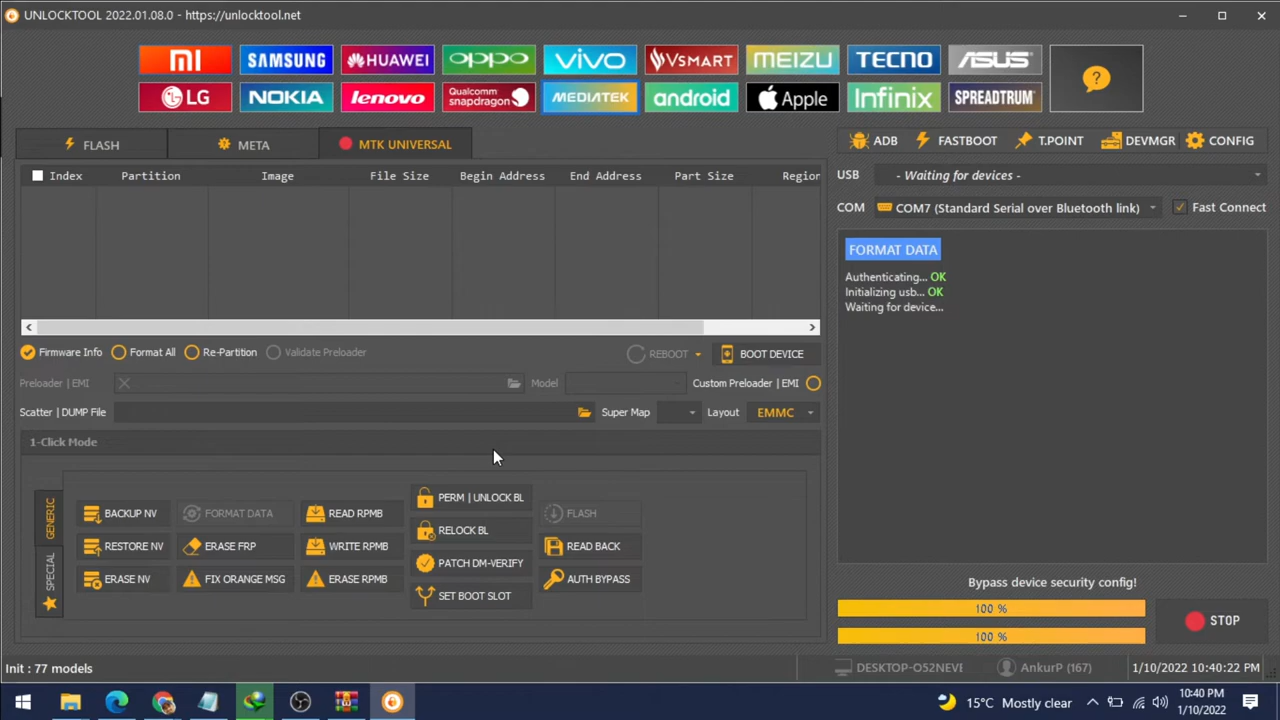 UNLOCKTOOL 2022.01.08.0 - https://unlocktool.net
MI SAMSUNG HUAWEI OPPO vivo VSMART MEIZU TECNO ASUS ?
LG NOKIA lenovo Qualcomm snapdragon MEDIATEK android Apple Infinix SPREADTRUM
FLASH META MTK UNIVERSAL
ADB FASTBOOT T.POINT DEVMGR CONFIG
Index Partition Image File Size Begin Address End Address Part Size Region
USB - Waiting for devices -
COM COM7 (Standard Serial over Bluetooth link) Fast Connect
FORMAT DATA
Authenticating... OK
Initializing usb... OK
Waiting for device...
Firmware Info Format All Re-Partition Validate Preloader REBOOT BOOT DEVICE
Preloader | EMI Model Custom Preloader | EMI
Scatter | DUMP File Super Map Layout EMMC
1-Click Mode
GENERIC
SPECIAL
BACKUP NV FORMAT DATA READ RPMB PERM | UNLOCK BL FLASH
RESTORE NV ERASE FRP WRITE RPMB RELOCK BL READ BACK
ERASE NV FIX ORANGE MSG ERASE RPMB PATCH DM-VERIFY AUTH BYPASS
SET BOOT SLOT
Bypass device security config!
100 %
100 %
STOP
Init : 77 models DESKTOP-O52NEVI AnkurP (167) 1/10/2022 10:40:22 PM
15°C Mostly clear 10:40 PM
1/10/2022